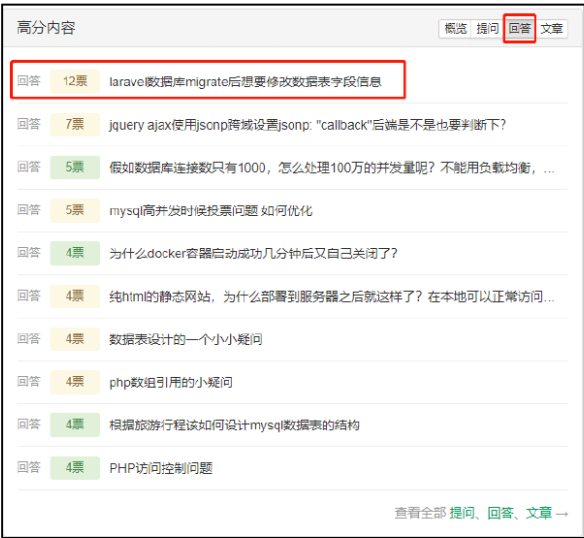 高分内容 概览 提问 回答 文章
回答 12票 laravel数据库migrate后想要修改数据表字段信息
回答 7票 jquery ajax使用jsonp跨域设置jsonp: "callback"后端是不是也要判断下？
回答 5票 假如数据库连接数只有1000，怎么处理100万的并发量呢？不能用负载均衡，...
回答 5票 mysql高并发时候投票问题 如何优化
回答 4票 为什么docker容器启动成功几分钟后又自己关闭了？
回答 4票 纯html的静态网站，为什么部署到服务器之后就这样了？在本地可以正常访问...
回答 4票 数据表设计的一个小小疑问
回答 4票 php数组引用的小疑问
回答 4票 根据旅游行程该如何设计mysql数据表的结构
回答 4票 PHP访问控制问题
查看全部 提问、回答、文章 →